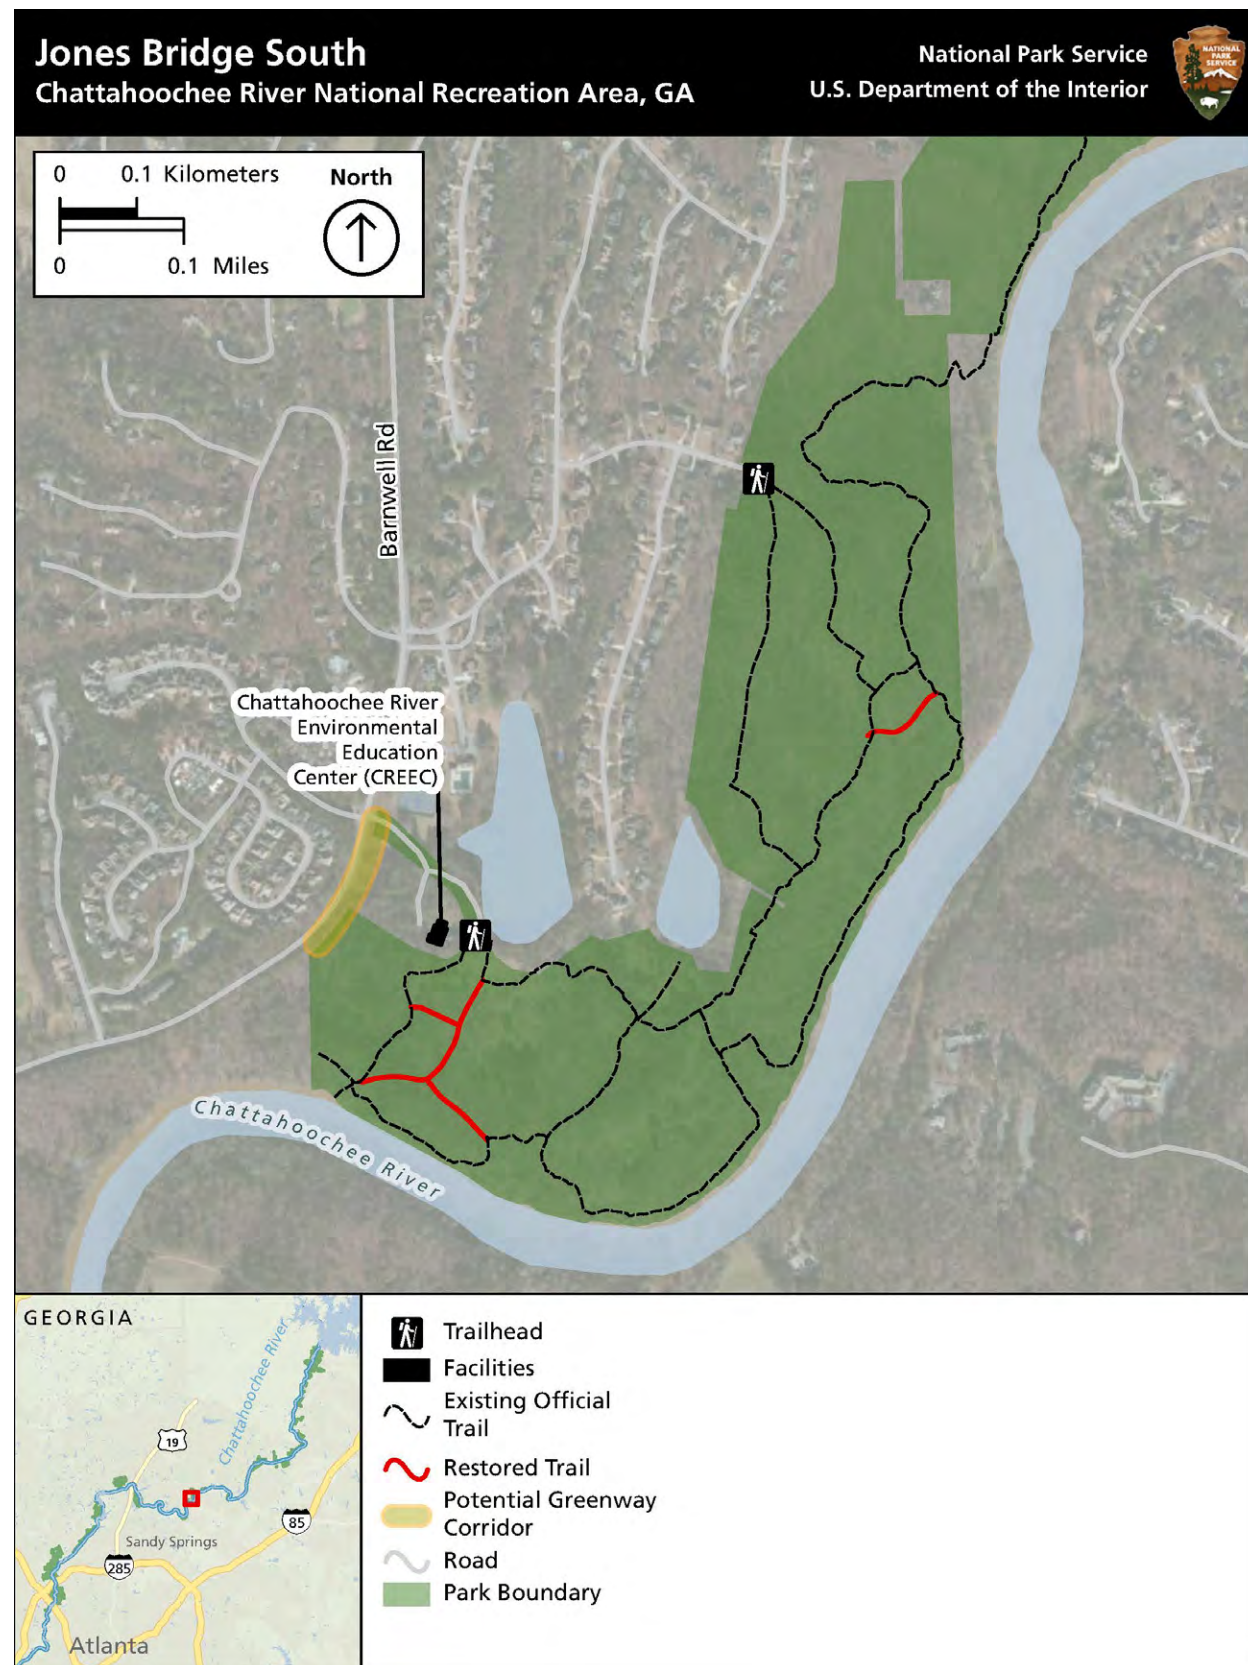 Jones Bridge South
Chattahoochee River National Recreation Area, GA
National Park Service
U.S. Department of the Interior
NATIONAL
PARK
SERVICE
0 0.1 Kilometers
0 0.1 Miles
North
Barnwell Rd
Chattahoochee River
Environmental
Education
Center (CREEC)
Chattahoochee River
GEORGIA
Chattahoochee River
19
85
Sandy Springs
285
Atlanta
Trailhead
Facilities
Existing Official
Trail
Restored Trail
Potential Greenway
Corridor
Road
Park Boundary